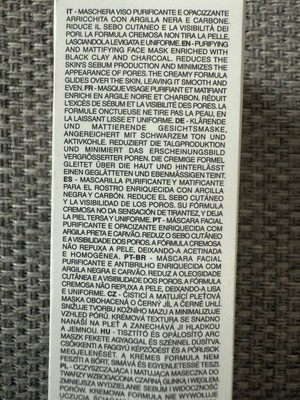 IT - MASCHERA VISO PURIFICANTE E OPACIZZANTE
ARRICCHITA CON ARGILLA NERA E CARBONE.
RIDUCE IL SEBO CUTANEO E LA VISIBILITÀ DEI
PORI. LA FORMULA CREMOSA NON TIRA LA PELLE,
LASCIANDOLA LEVIGATA E UNIFORME. EN - PURIFYING
AND MATTIFYING FACE MASK ENRICHED WITH
BLACK CLAY AND CHARCOAL. REDUCES THE
SKIN'S SEBUM PRODUCTION AND MINIMIZES THE
APPEARANCE OF PORES. THE CREAMY FORMULA
GLIDES OVER THE SKIN, LEAVING IT SMOOTH AND
EVEN. FR - MASQUE VISAGE PURIFIANT ET MATIFIANT
ENRICHI EN ARGILE NOIRE ET CHARBON. RÉDUIT
L'EXCÈS DE SÉBUM ET LA VISIBILITÉ DES PORES. LA
FORMULE ONCTUEUSE NE TIRE PAS LA PEAU, EN
LA LAISSANT LISSE ET UNIFORME. DE - KLÄRENDE
UND MATTIERENDE GESICHTSMASKE,
ANGEREICHERT MIT SCHWARZEM TON UND
AKTIVKOHLE. REDUZIERT DIE TALGPRODUKTION
UND MINIMIERT DAS ERSCHEINUNGSBILD
VERGRÖSSERTER POREN. DIE CREMIGE FORMEL
GLEITET ÜBER DIE HAUT UND HINTERLÄSST
EINEN GEGLÄTTETEN UND EBENMÄSSIGEN TEINT.
ES - MASCARILLA PURIFICANTE Y MATIFICANTE
PARA EL ROSTRO ENRIQUECIDA CON ARCILLA
NEGRA Y CARBÓN. REDUCE EL SEBO CUTÁNEO
Y LA VISIBILIDAD DE LOS POROS. SU FÓRMULA
CREMOSA NO DA SENSACIÓN DE TIRANTEZ, Y DEJA
LA PIEL TERSA Y UNIFORME. PT - MÁSCARA FACIAL
PURIFICANTE E OPACIZANTE ENRIQUECIDA COM
ARGILA PRETA E CARVÃO. REDUZ O SEBO CUTÂNEO
E A VISIBILIDADE DOS POROS. A FÓRMULA CREMOSA
NÃO REPUXA A PELE, DEIXANDO-A ACETINADA
E HOMOGÉNEA. PT-BR - MÁSCARA FACIAL
PURIFICANTE E ANTIBRILHO ENRIQUECIDA COM
ARGILA NEGRA E CARVÃO. REDUZ A OLEOSIDADE
CUTÂNEA E A VISIBILIDADE DOS POROS. A FÓRMULA
CREMOSA NÃO REPUXA A PELE, DEIXANDO-A LISA
E UNIFORME. CZ - ČISTICÍ A MATUJÍCÍ PLEŤOVÁ
MASKA OBOHACENÁ O ČERNÝ JÍL A ČERNÉ UHLÍ.
SNIŽUJE TVORBU KOŽNÍHO MAZU A MINIMALIZUJE
VZHLED PÓRŮ. KRÉMOVÁ TEXTURA SE SNADNO
NANÁŠÍ NA PLEŤ A ZANECHÁVÁ JI HLADKOU
A JEMNOU. HU - TISZTÍTÓ ÉS OPÁLOSÍTÓ ARC
MASZK FEKETE AGYAGGAL ÉS SZÉNNEL DÚSÍTVA.
CSÖKKENTI A FAGGYÚ KÉPZŐDÉST ÉS A PÓRUSOK
MEGJELENÉSÉT. A KRÉMES FORMULA NEM
HÚZZA A BŐRT, SIMÁVÁ ÉS EGYENLETESSÉ TESZI.
PL - OCZYSZCZAJĄCA I MATUJĄCA MASECZKA DO
TWARZY WZBOGACONA CZARNĄ GLINKĄ I WĘGLEM.
ZMNIEJSZA WYDZIELANIE SEBUM I WIDOCZNOŚĆ
PORÓW. KREMOWA FORMUŁA NIE WYWOŁUJE